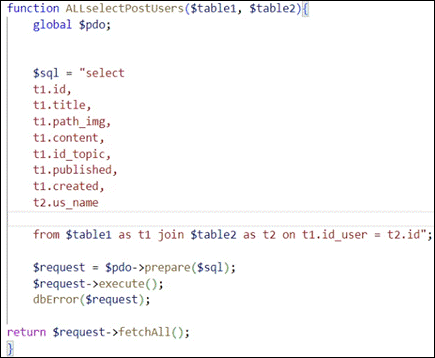 function ALLselectPostUsers($table1, $table2){
global $pdo;
$sql = "select
t1.id,
t1.title,
t1.path_img,
t1.content,
t1.id_topic,
t1.published,
t1.created,
t2.us_name
from $table1 as t1 join $table2 as t2 on t1.id_user = t2.id";
$request = $pdo->prepare($sql);
$request->execute();
dbError($request);
return $request->fetchAll();
}